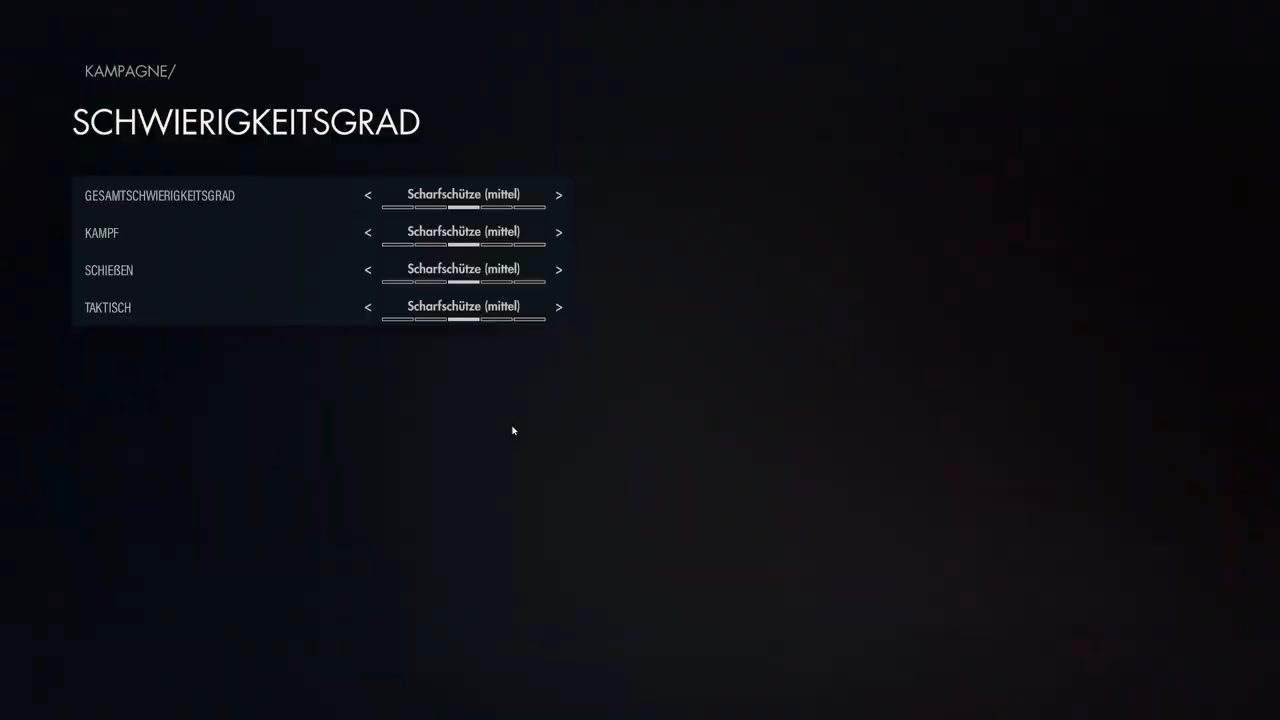 KAMPAGNE/
SCHWIERIGKEITSGRAD
GESAMTSCHWIERIGKEITSGRAD < Scharfschütze (mittel) >
KAMPF < Scharfschütze (mittel) >
SCHIEßEN < Scharfschütze (mittel) >
TAKTISCH < Scharfschütze (mittel) >